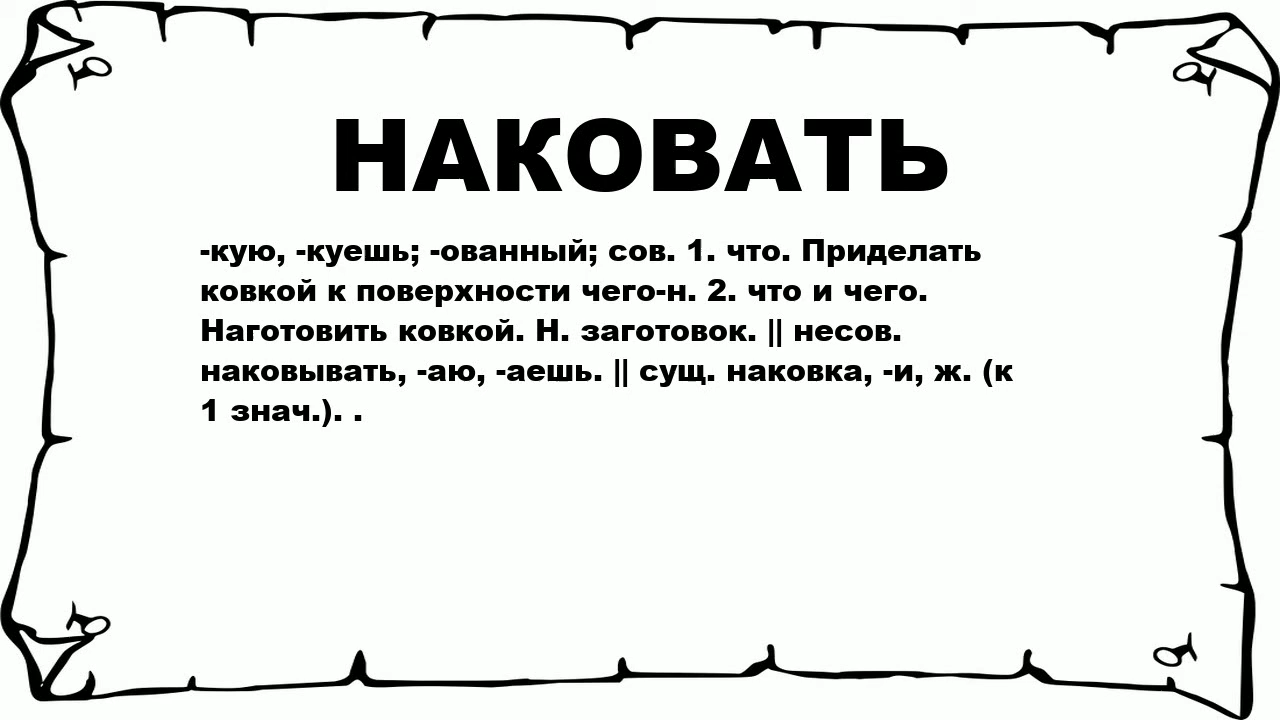 НАКОВАТЬ
-кую, -куешь; -ованный; сов. 1. что. Приделать
ковкой к поверхности чего-н. 2. что и чего.
Наготовить ковкой. Н. заготовок. || несов.
наковывать, -аю, -аешь. || сущ. наковка, -и, ж. (к
1 знач.). .